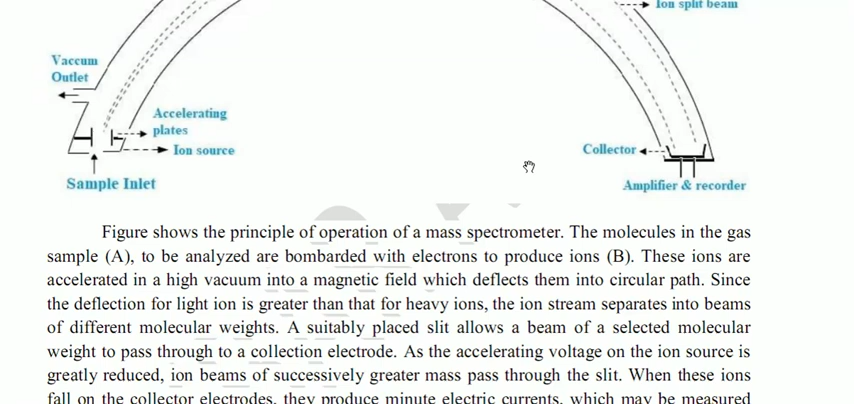 Ion split beam
Vaccum
Outlet
Accelerating
plates
Ion source
Sample Inlet
Collector
Amplifier & recorder
Figure shows the principle of operation of a mass spectrometer. The molecules in the gas
sample (A), to be analyzed are bombarded with electrons to produce ions (B). These ions are
accelerated in a high vacuum into a magnetic field which deflects them into circular path. Since
the deflection for light ion is greater than that for heavy ions, the ion stream separates into beams
of different molecular weights. A suitably placed slit allows a beam of a selected molecular
weight to pass through to a collection electrode. As the accelerating voltage on the ion source is
greatly reduced, ion beams of successively greater mass pass through the slit. When these ions
fall on the collector electrodes, they produce minute electric currents, which may be measured